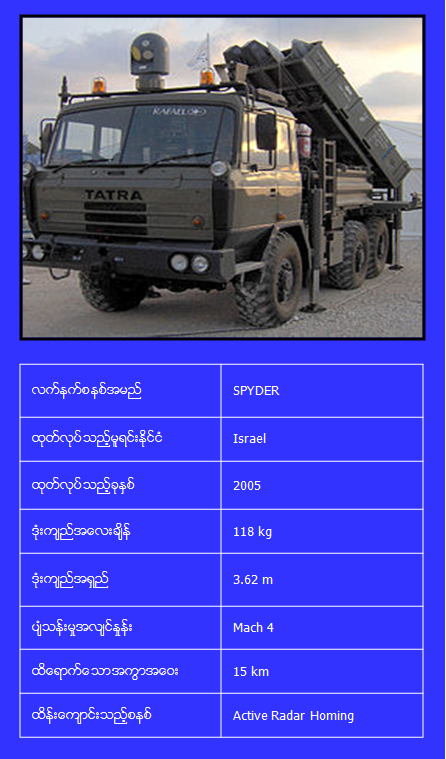 RAFAEL
TATRA
လက်နက်စနစ်အမည် SPYDER
ထုတ်လုပ်သည့်မူရင်းနိုင်ငံ Israel
ထုတ်လုပ်သည့်ခုနှစ် 2005
ဒုံးကျည်အလေးချိန် 118 kg
ဒုံးကျည်အရှည် 3.62 m
ပျံသန်းမှုအလျင်နှုန်း Mach 4
ထိရောက်သောအကွာအဝေး 15 km
ထိန်းကျောင်းသည့်စနစ် Active Radar Homing